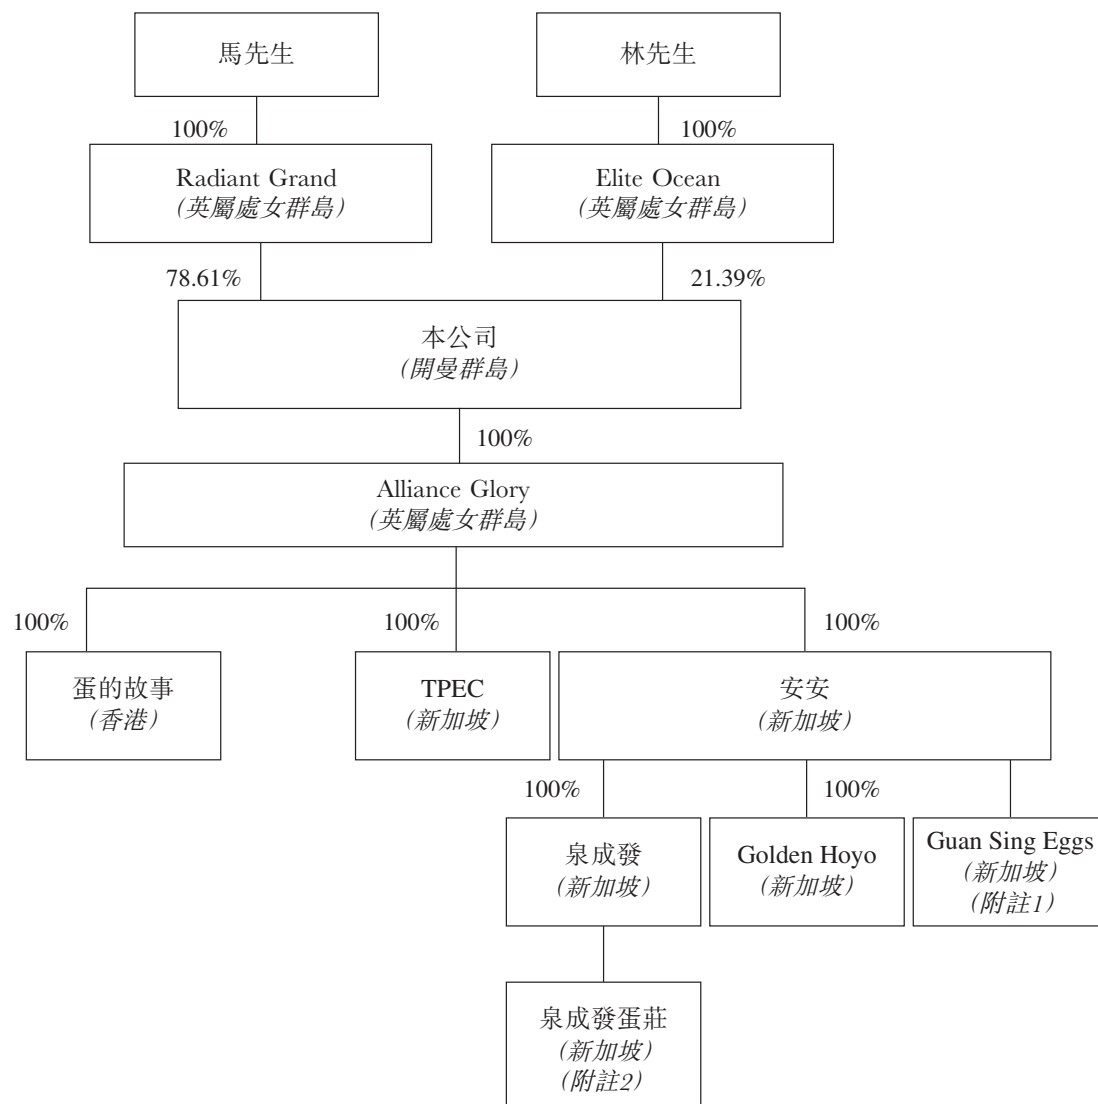 馬先生
林先生
100%
100%
Radiant Grand
(英屬處女群島)
Elite Ocean
(英屬處女群島)
78.61%
21.39%
本公司
(開曼群島)
100%
Alliance Glory
(英屬處女群島)
100%
100%
100%
蛋的故事
(香港)
TPEC
(新加坡)
安安
(新加坡)
100%
100%
泉成發
(新加坡)
Golden Hoyo
(新加坡)
Guan Sing Eggs
(新加坡)
(附註1)
泉成發蛋莊
(新加坡)
(附註2)